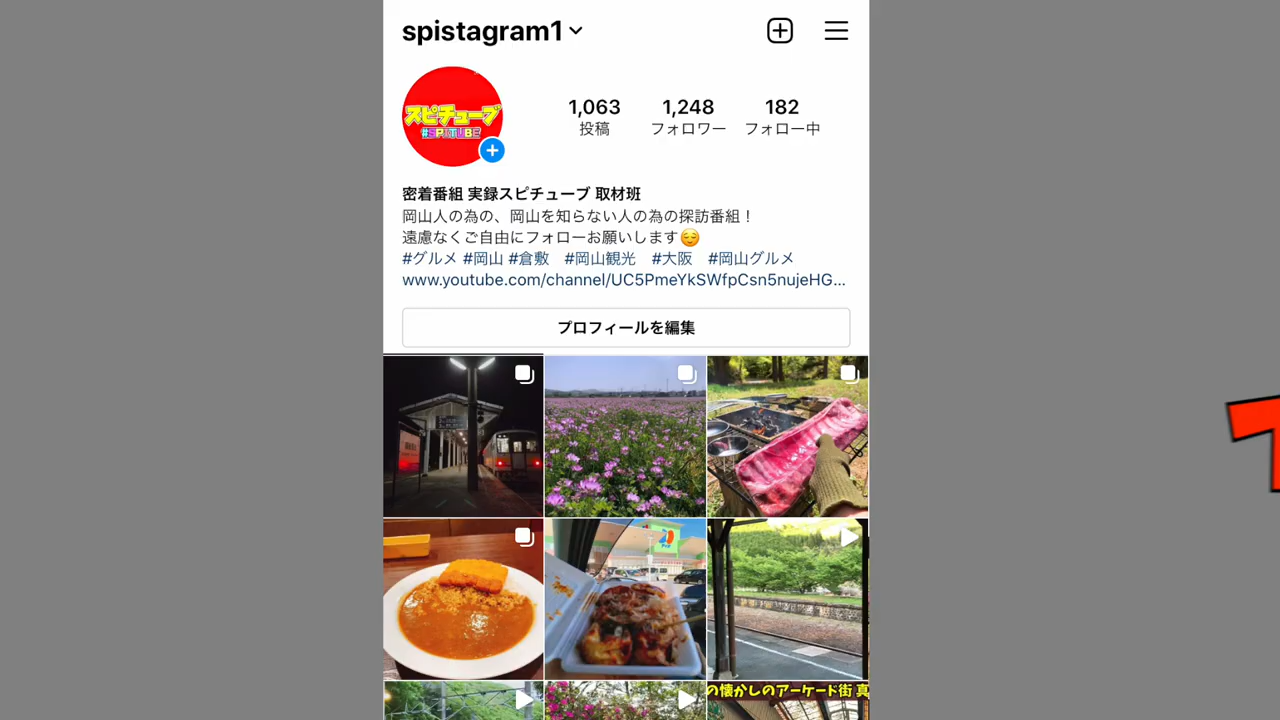 spistagram1
スピチューブ
#SPITUBE
1,063
投稿
1,248
フォロワー
182
フォロー中
密着番組 実録スピチューブ 取材班
岡山人の為の、岡山を知らない人の為の探訪番組！
遠慮なくご自由にフォローお願いします😌
#グルメ #岡山 #倉敷　#岡山観光　#大阪　#岡山グルメ
www.youtube.com/channel/UC5PmeYkSWfpCsn5nujeHG...
プロフィールを編集
の懐かしのアーケード街 真